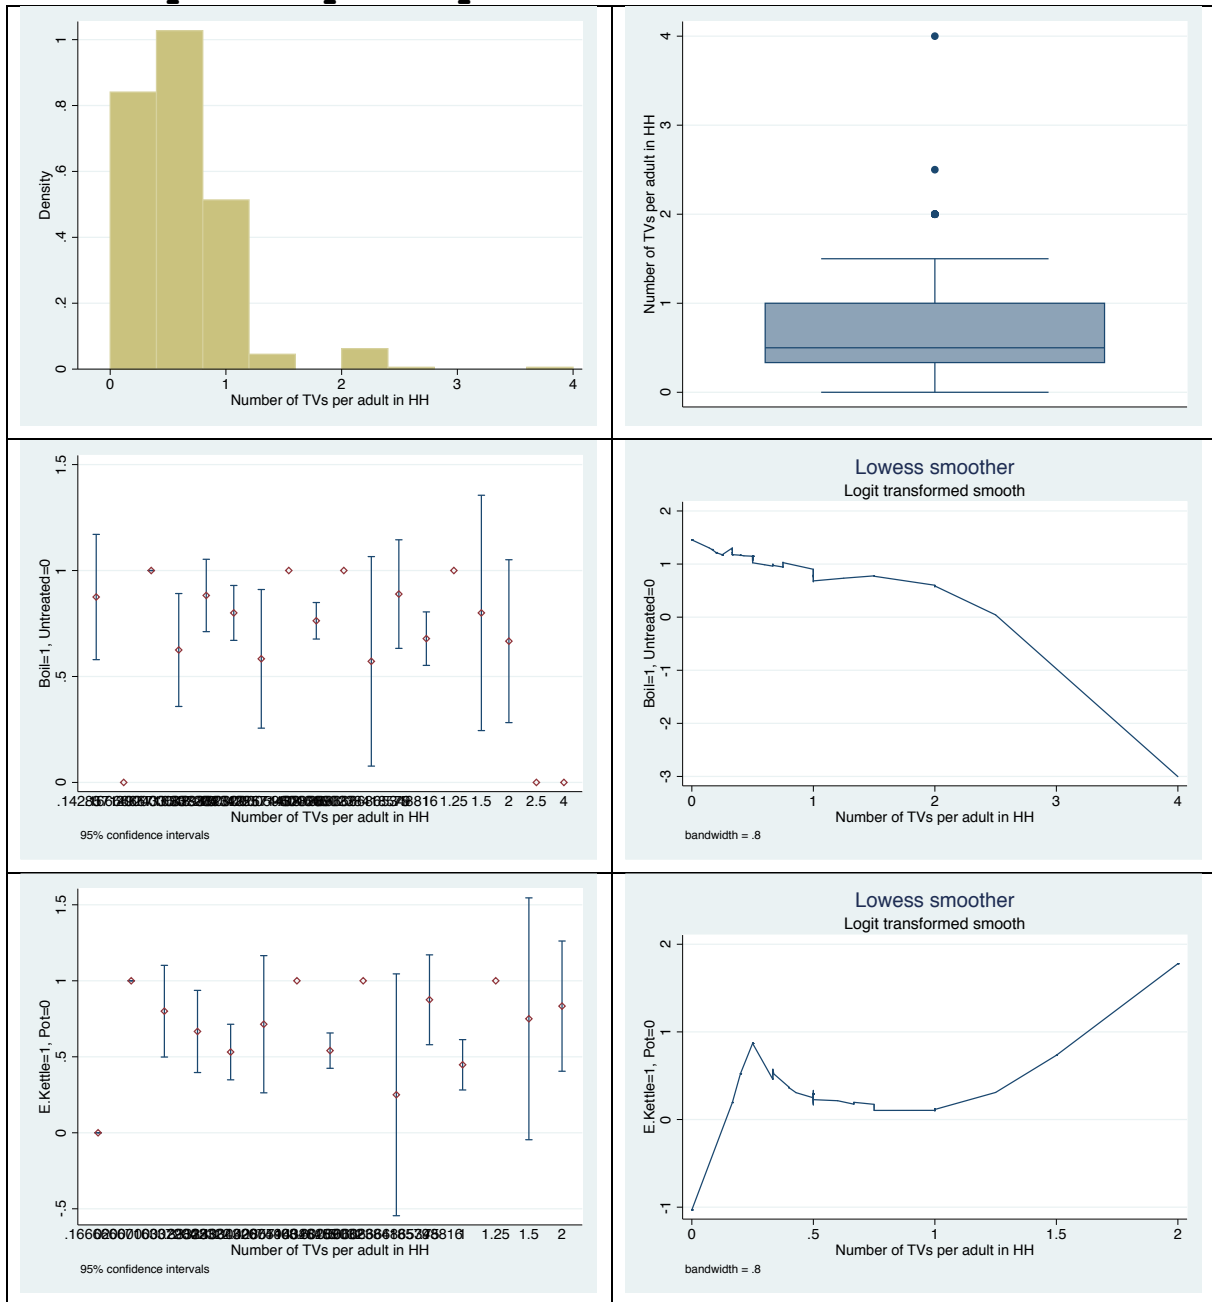 Density
0 .2 .4 .6 .8 1
0 1 2 3 4
Number of TVs per adult in HH
Number of TVs per adult in HH
0 1 2 3 4
Boil=1, Untreated=0
0 .5 1 1.5
1.25 1.5 2 2.5 4
Number of TVs per adult in HH
95% confidence intervals
Lowess smoother
Logit transformed smooth
Boil=1, Untreated=0
-3 -2 -1 0 1 2
0 1 2 3 4
Number of TVs per adult in HH
bandwidth = .8
E.Kettle=1, Pot=0
-.5 0 .5 1 1.5
1.25 1.5 2
Number of TVs per adult in HH
95% confidence intervals
Lowess smoother
Logit transformed smooth
E.Kettle=1, Pot=0
-1 0 1 2
0 .5 1 1.5 2
Number of TVs per adult in HH
bandwidth = .8